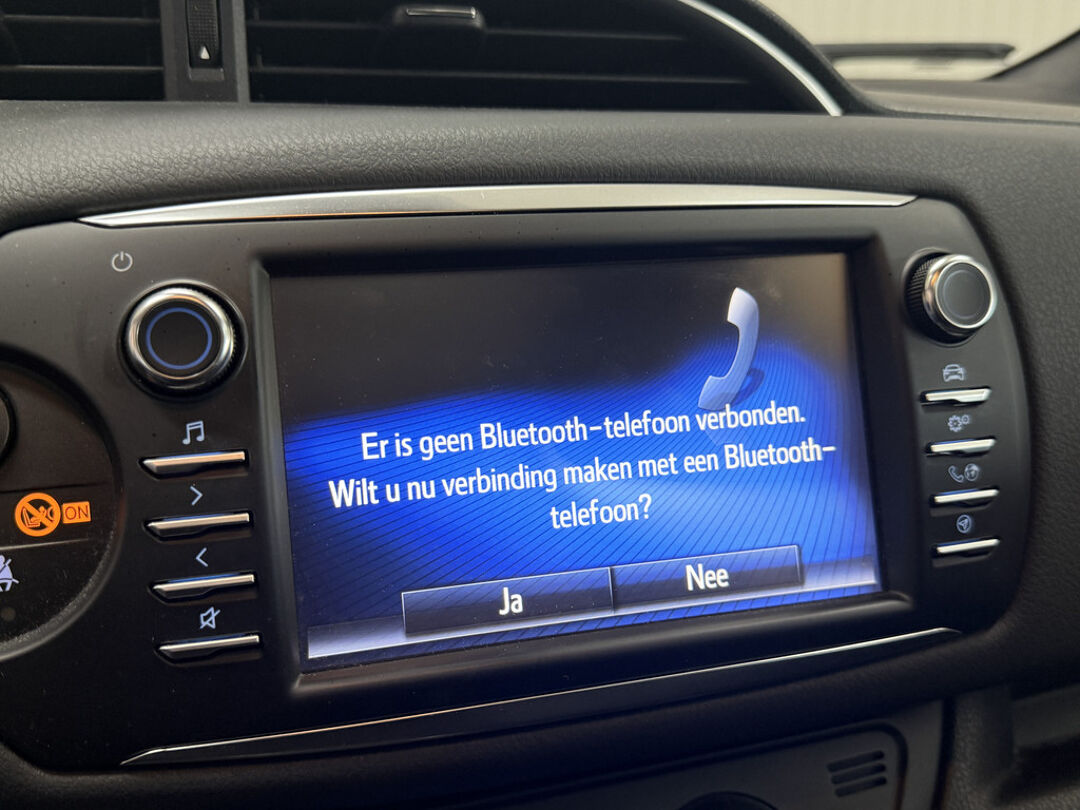 Er is geen Bluetooth-telefoon verbonden.
Wilt u nu verbinding maken met een Bluetooth-
telefoon?
Ja Nee
ON